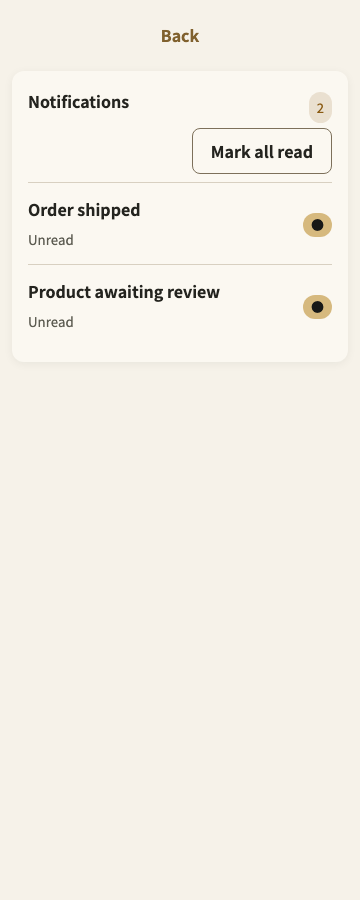 Back
Notifications
2
Mark all read
Order shipped
Unread
Product awaiting review
Unread